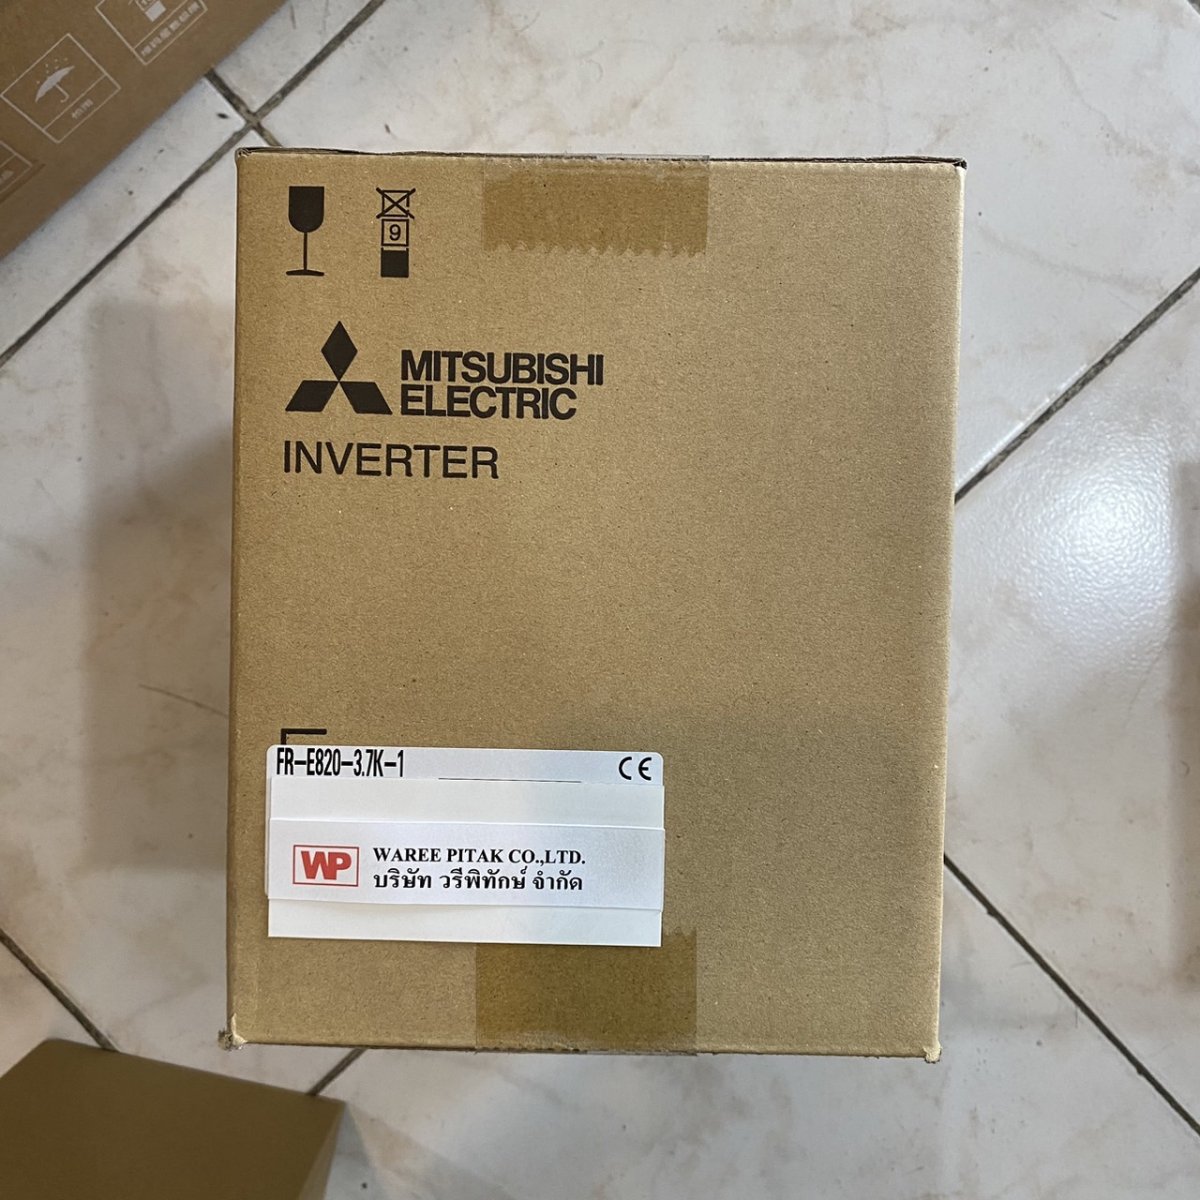 9
MITSUBISHI
ELECTRIC
INVERTER
FR-E820-3.7K-1
CE
WP
WAREE PITAK CO.,LTD.
บริษัท วรีพิทักษ์ จำกัด